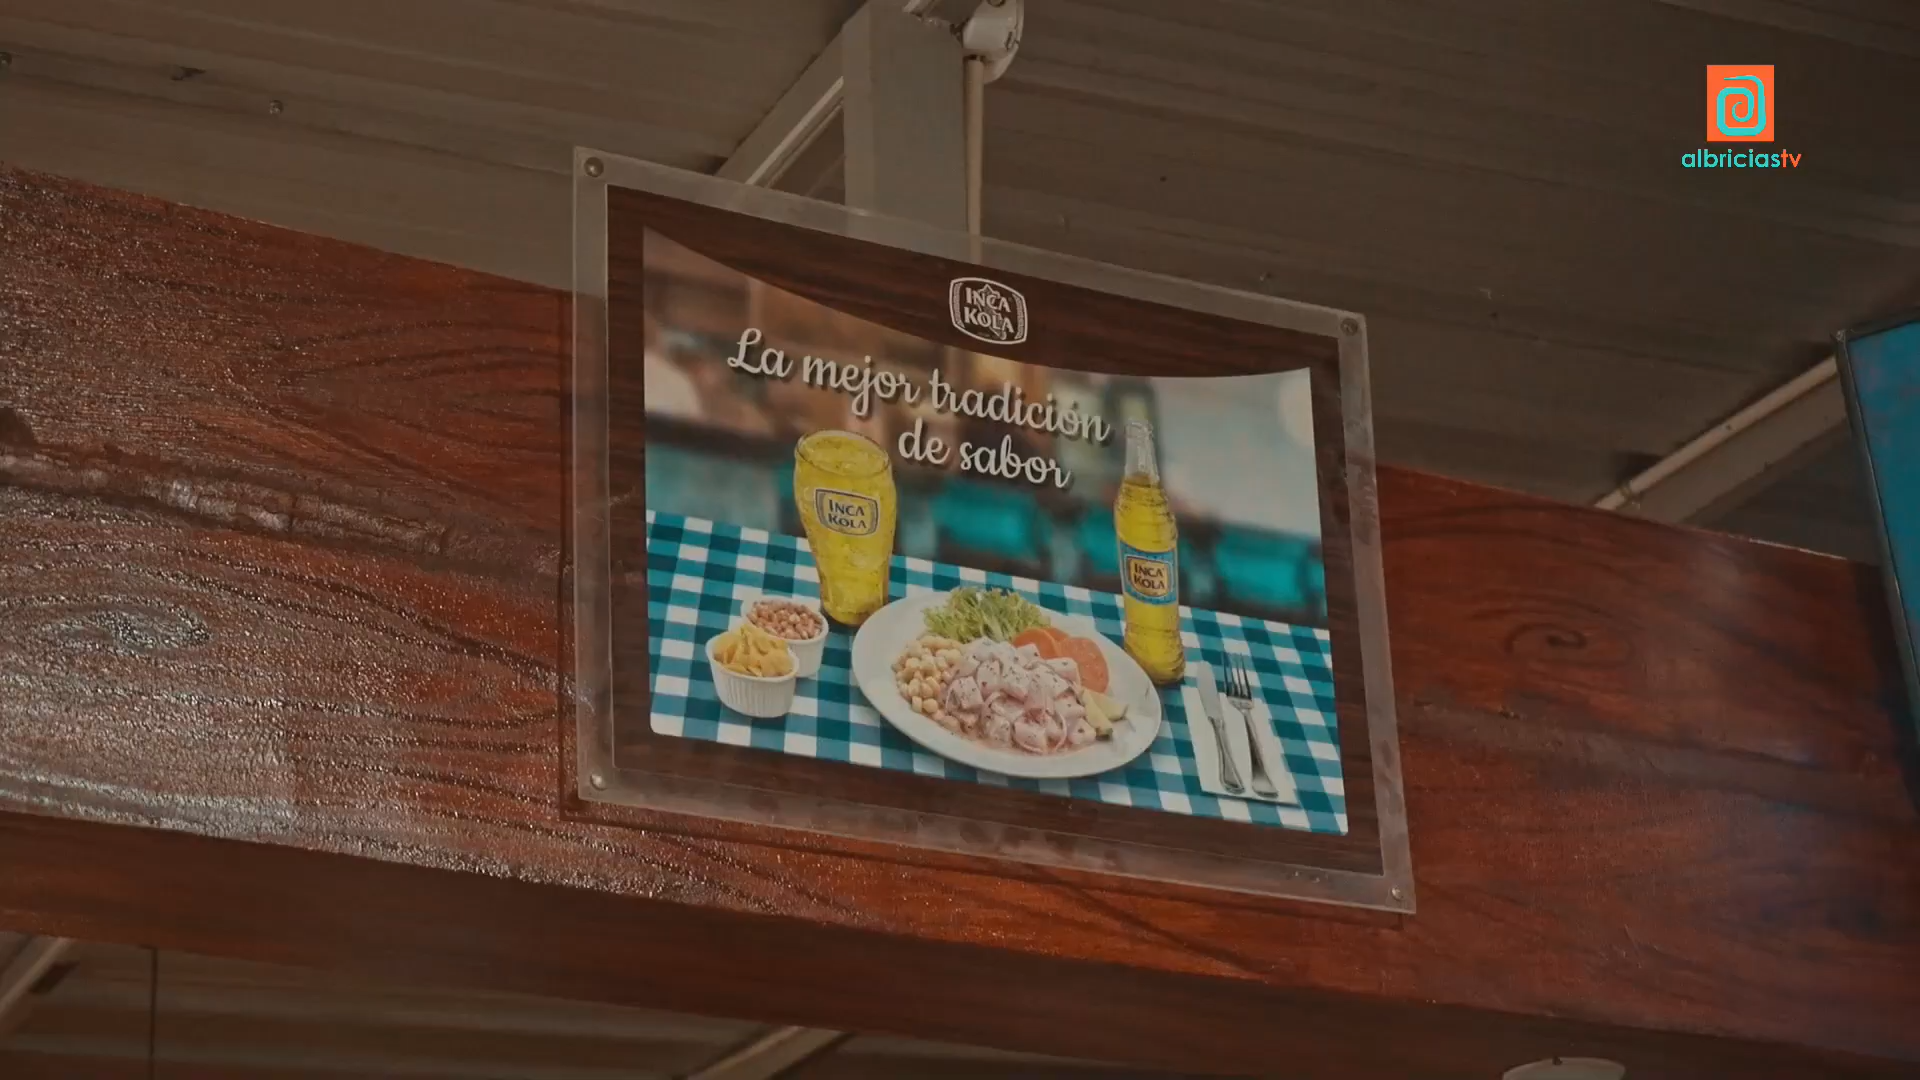 albriciastv
INCA
KOLA
La mejor tradición
de sabor
INCA
KOLA
INCA
KOLA